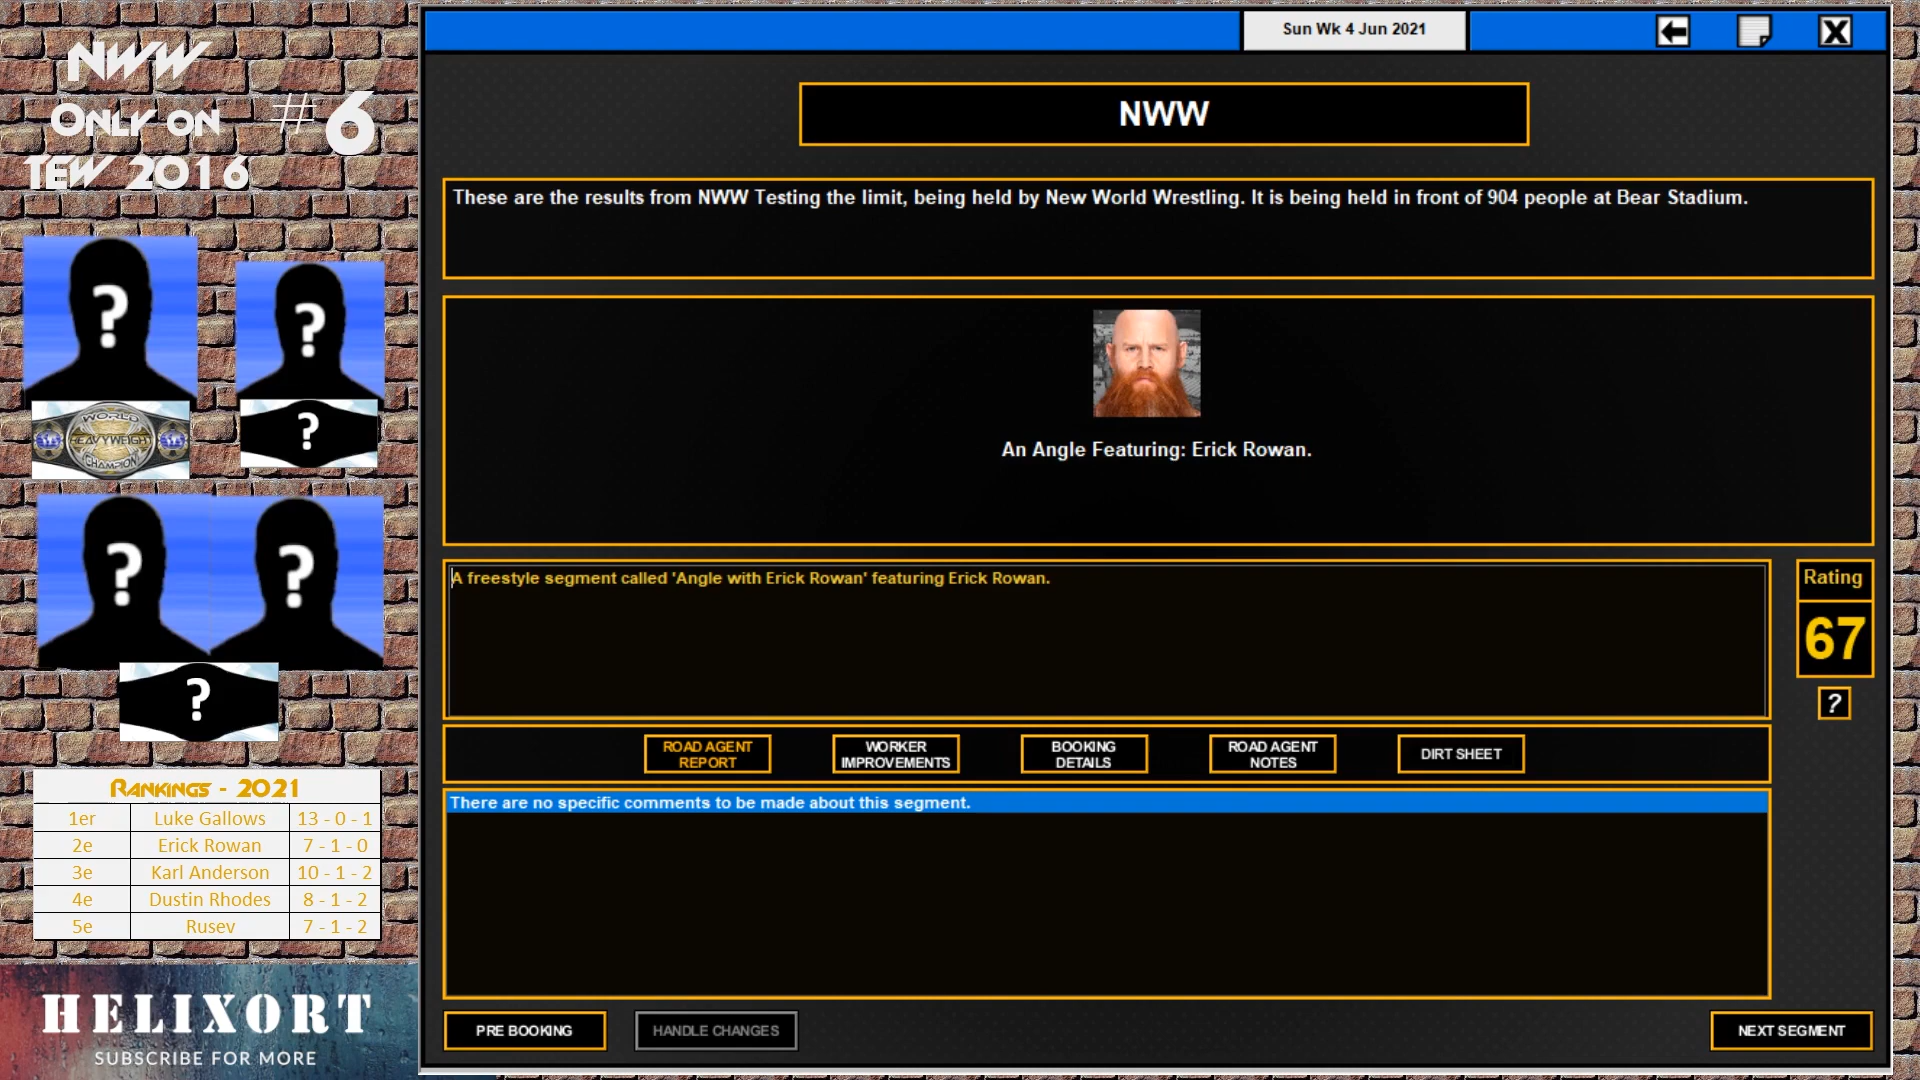 NWW
Only on
TEW 2016
#6
?
?
WORLD
HEAVYWEIGHT
CHAMPION
?
?
?
?
Rankings - 2021
1er Luke Gallows 13 - 0 - 1
2e Erick Rowan 7 - 1 - 0
3e Karl Anderson 10 - 1 - 2
4e Dustin Rhodes 8 - 1 - 2
5e Rusev 7 - 1 - 2
HELIXORT
SUBSCRIBE FOR MORE
Sun Wk 4 Jun 2021
X
NWW
These are the results from NWW Testing the limit, being held by New World Wrestling. It is being held in front of 904 people at Bear Stadium.
An Angle Featuring: Erick Rowan.
A freestyle segment called 'Angle with Erick Rowan' featuring Erick Rowan.
Rating
67
?
ROAD AGENT
REPORT
WORKER
IMPROVEMENTS
BOOKING
DETAILS
ROAD AGENT
NOTES
DIRT SHEET
There are no specific comments to be made about this segment.
PRE BOOKING
HANDLE CHANGES
NEXT SEGMENT